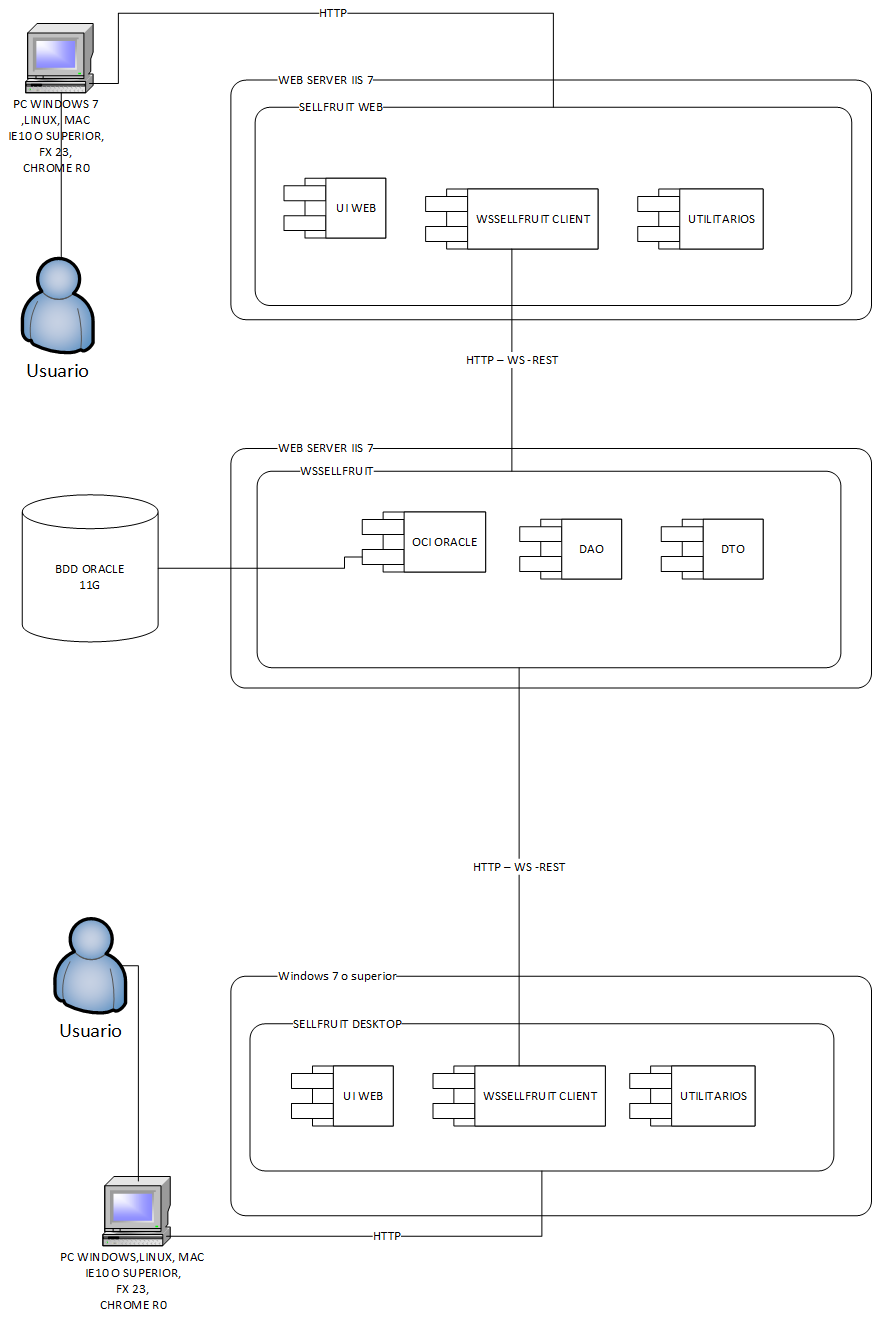 HTTP
PC WINDOWS 7
,LINUX, MAC
IE10 O SUPERIOR,
FX 23,
CHROME R0
Usuario
WEB SERVER IIS 7
SELLFRUIT WEB
UI WEB
WSSELLFRUIT CLIENT
UTILITARIOS
HTTP – WS -REST
WEB SERVER IIS 7
WSSELLFRUIT
OCI ORACLE
DAO
DTO
BDD ORACLE
11G
HTTP – WS -REST
Usuario
Windows 7 o superior
SELLFRUIT DESKTOP
UI WEB
WSSELLFRUIT CLIENT
UTILITARIOS
HTTP
PC WINDOWS,LINUX, MAC
IE10 O SUPERIOR,
FX 23,
CHROME R0